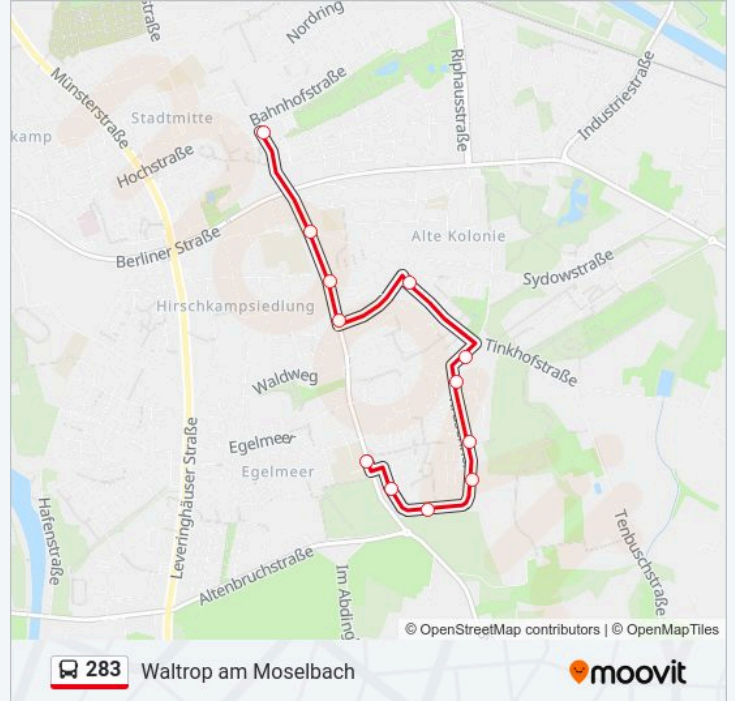 straße
Nordring
Münsterstraße
Bahnhofstraße
Riphausstraße
Industriestraße
Stadtmitte
kamp
Hochstraße
Berliner Straße
Alte Kolonie
Sydowstraße
Hirschkampsiedlung
Tinkhofstraße
Waldweg
Egelmeer
Egelmeer
Leveringhäuser Straße
Hafenstraße
Tenbuschstraße
Altenbruchstraße
Im Abding
© OpenStreetMap contributors | © OpenMapTiles
283 Waltrop am Moselbach
moovit